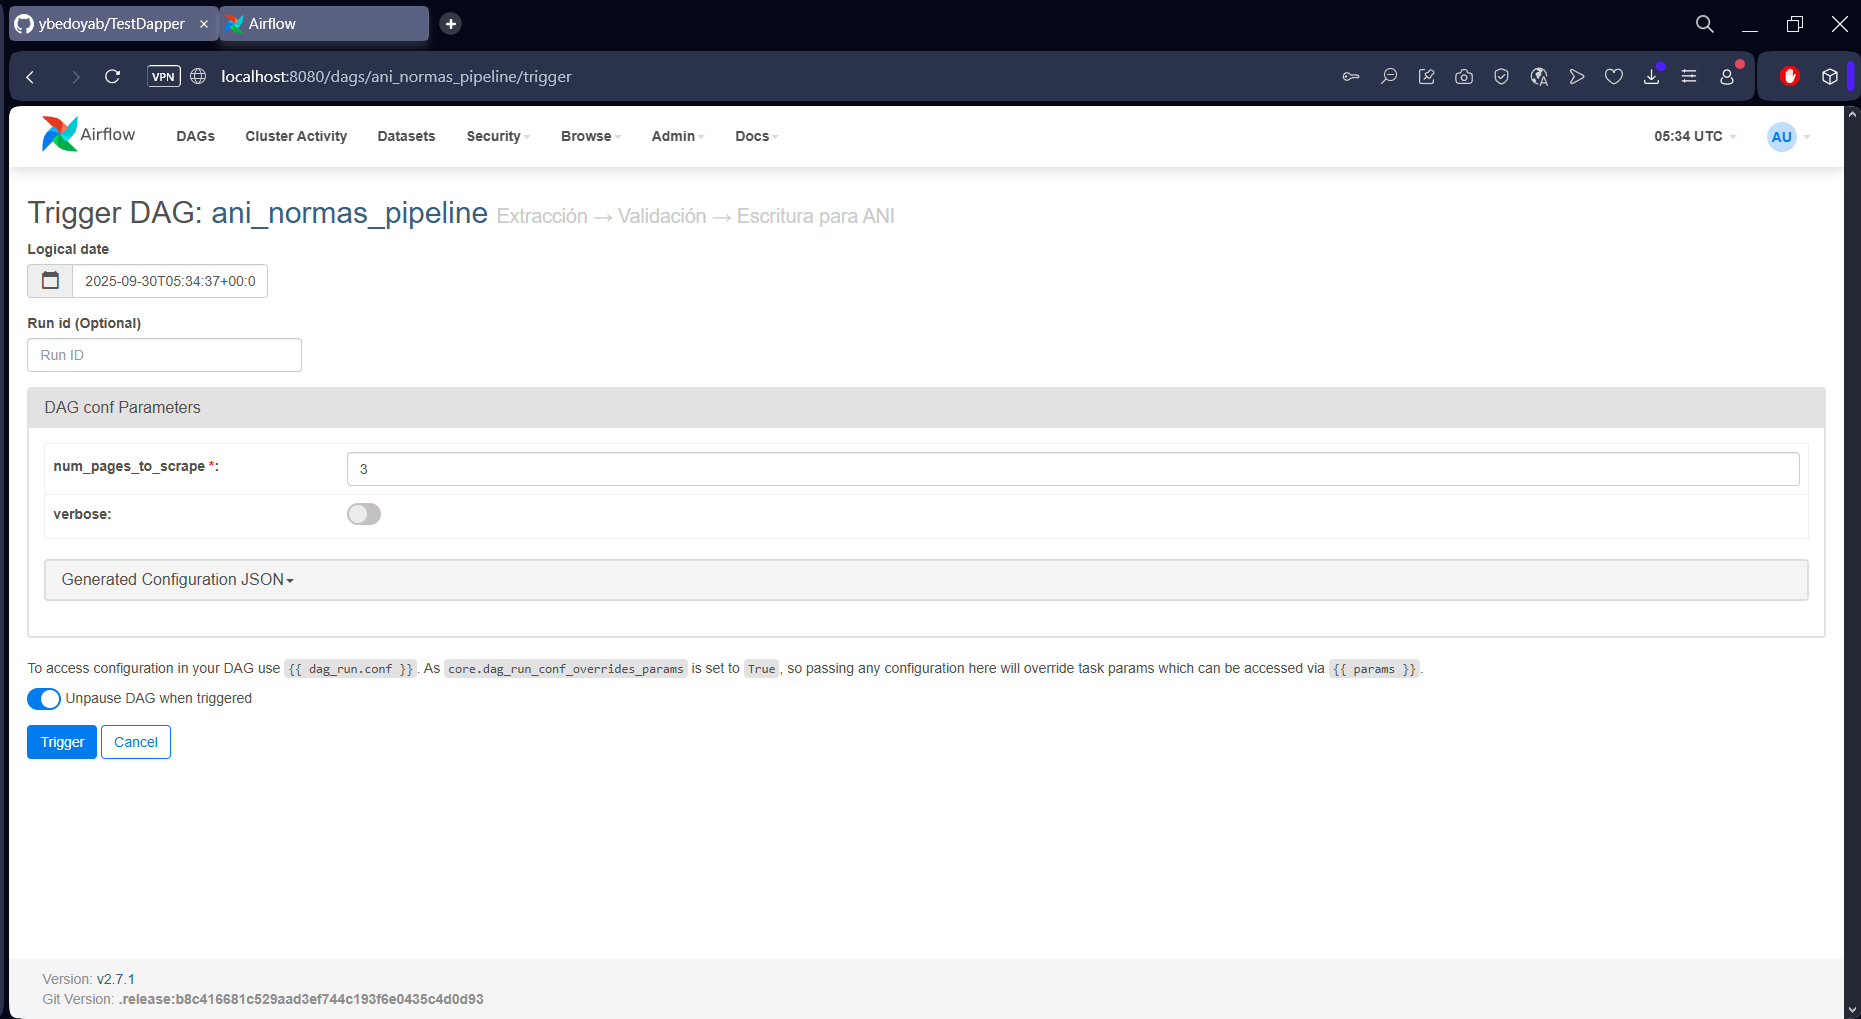 ybedoyab/TestDapper
Airflow
VPN
localhost:8080/dags/ani_normas_pipeline/trigger
Airflow
DAGs
Cluster Activity
Datasets
Security
Browse
Admin
Docs
05:34 UTC
AU
Trigger DAG: ani_normas_pipeline Extracción → Validación → Escritura para ANI
Logical date
2025-09-30T05:34:37+00:0
Run id (Optional)
Run ID
DAG conf Parameters
num_pages_to_scrape *:
3
verbose:
Generated Configuration JSON
To access configuration in your DAG use {{ dag_run.conf }}. As core.dag_run_conf_overrides_params is set to True, so passing any configuration here will override task params which can be accessed via {{ params }}.
Unpause DAG when triggered
Trigger
Cancel
Version: v2.7.1
Git Version: .release:b8c416681c529aad3ef744c193f6e0435c4d0d93